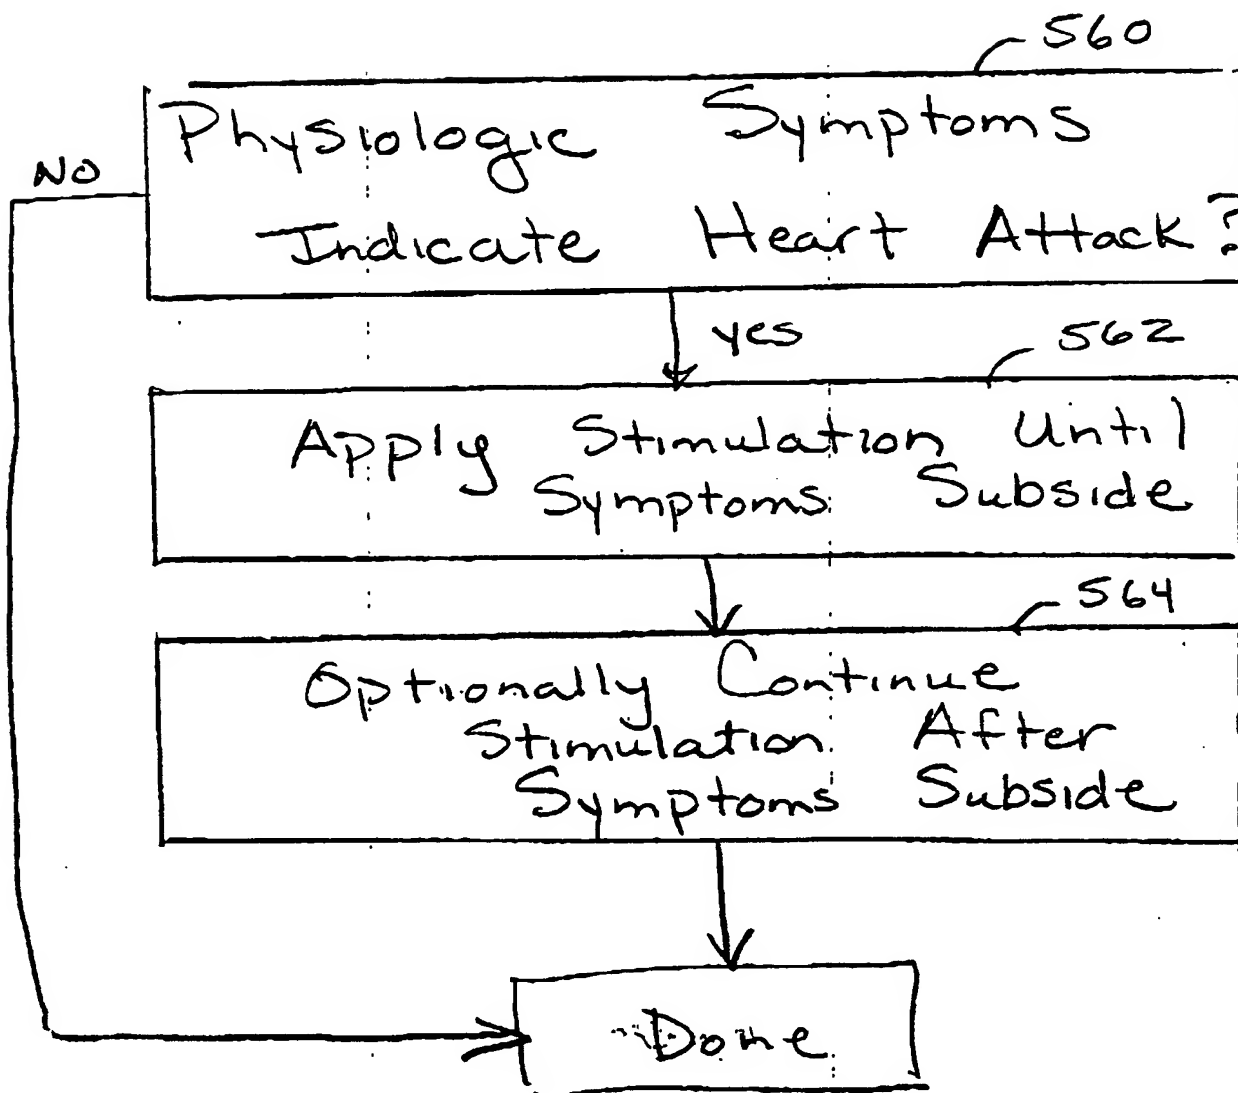 560
Physiologic Symptoms
Indicate Heart Attack?
NO
yes
562
Apply Stimulation Until
Symptoms Subside
564
Optionally Continue
Stimulation After
Symptoms Subside
Done